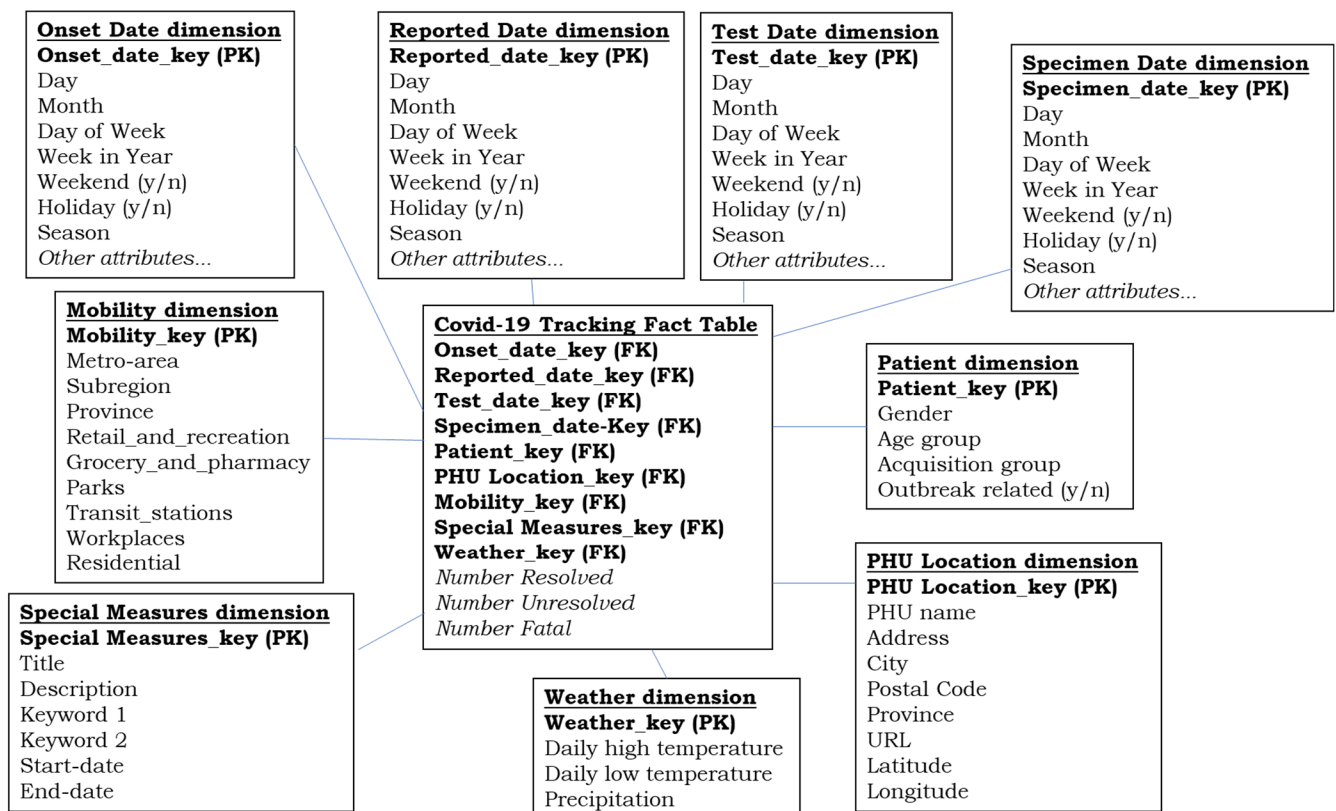 Onset Date dimension
Onset_date_key (PK)
Day
Month
Day of Week
Week in Year
Weekend (y/n)
Holiday (y/n)
Season
Other attributes...
Reported Date dimension
Reported_date_key (PK)
Day
Month
Day of Week
Week in Year
Weekend (y/n)
Holiday (y/n)
Season
Other attributes...
Test Date dimension
Test_date_key (PK)
Day
Month
Day of Week
Week in Year
Weekend (y/n)
Holiday (y/n)
Season
Other attributes...
Specimen Date dimension
Specimen_date_key (PK)
Day
Month
Day of Week
Week in Year
Weekend (y/n)
Holiday (y/n)
Season
Other attributes...
Mobility dimension
Mobility_key (PK)
Metro-area
Subregion
Province
Retail_and_recreation
Grocery_and_pharmacy
Parks
Transit_stations
Workplaces
Residential
Covid-19 Tracking Fact Table
Onset_date_key (FK)
Reported_date_key (FK)
Test_date_key (FK)
Specimen_date-Key (FK)
Patient_key (FK)
PHU Location_key (FK)
Mobility_key (FK)
Special Measures_key (FK)
Weather_key (FK)
Number Resolved
Number Unresolved
Number Fatal
Patient dimension
Patient_key (PK)
Gender
Age group
Acquisition group
Outbreak related (y/n)
PHU Location dimension
PHU Location_key (PK)
PHU name
Address
City
Postal Code
Province
URL
Latitude
Longitude
Special Measures dimension
Special Measures_key (PK)
Title
Description
Keyword 1
Keyword 2
Start-date
End-date
Weather dimension
Weather_key (PK)
Daily high temperature
Daily low temperature
Precipitation